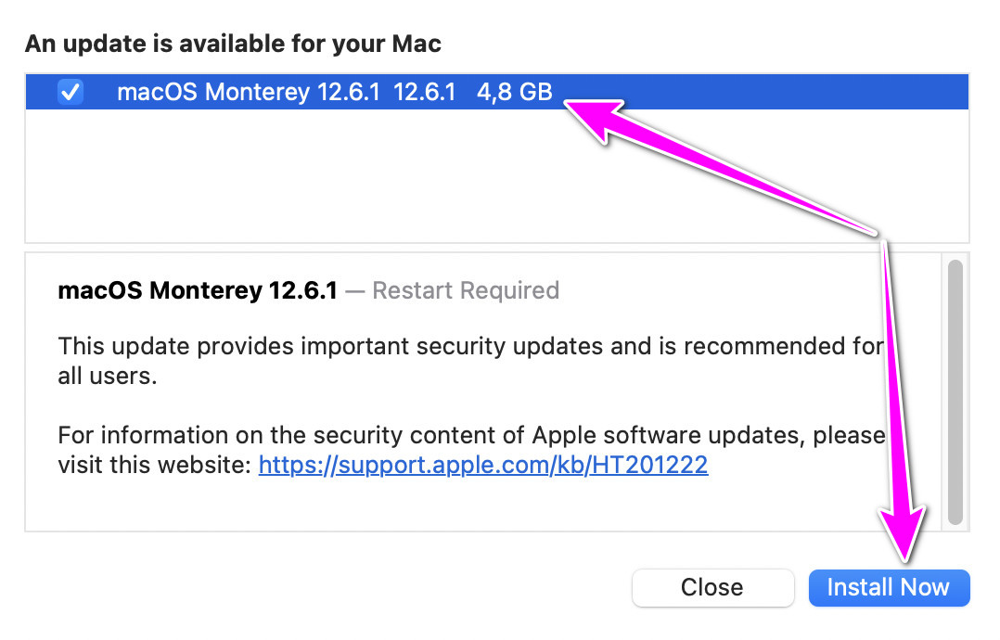 An update is available for your Mac
macOS Monterey 12.6.1 12.6.1 4,8 GB
macOS Monterey 12.6.1 — Restart Required
This update provides important security updates and is recommended for
all users.
For information on the security content of Apple software updates, please
visit this website: https://support.apple.com/kb/HT201222
Close
Install Now